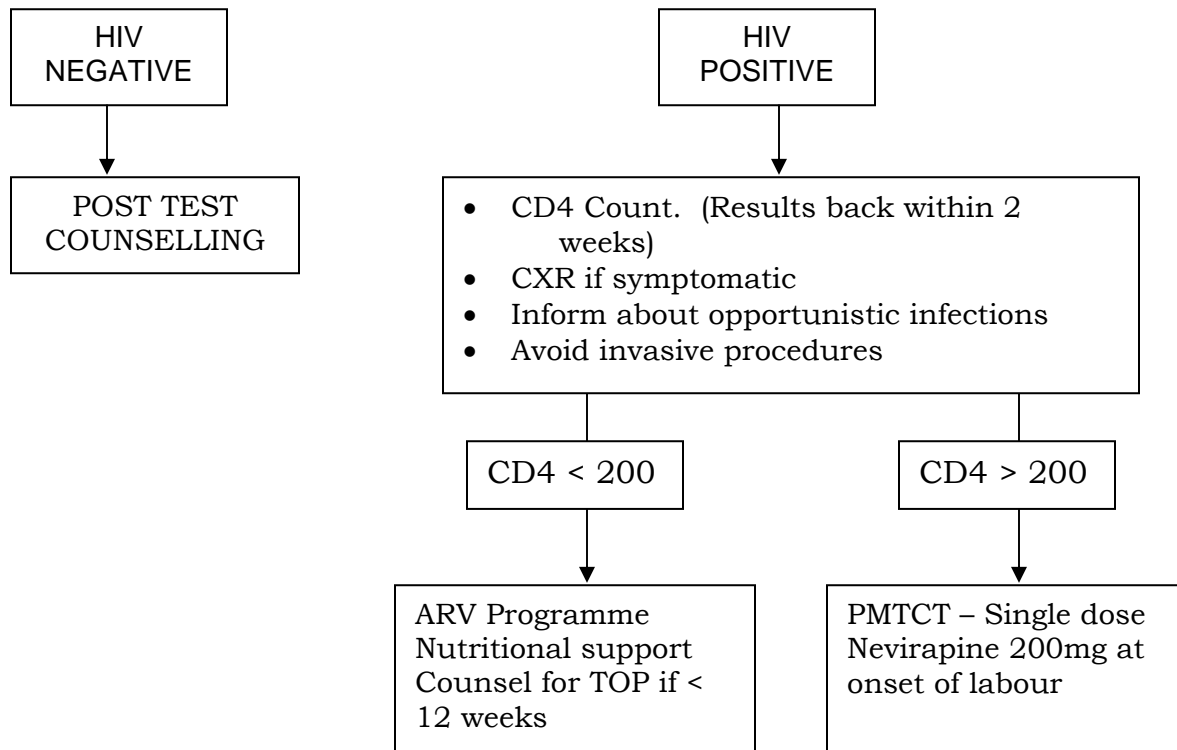 HIV
NEGATIVE
HIV
POSITIVE
POST TEST
COUNSELLING
• CD4 Count. (Results back within 2
weeks)
• CXR if symptomatic
• Inform about opportunistic infections
• Avoid invasive procedures
CD4 < 200
CD4 > 200
ARV Programme
Nutritional support
Counsel for TOP if <
12 weeks
PMTCT – Single dose
Nevirapine 200mg at
onset of labour